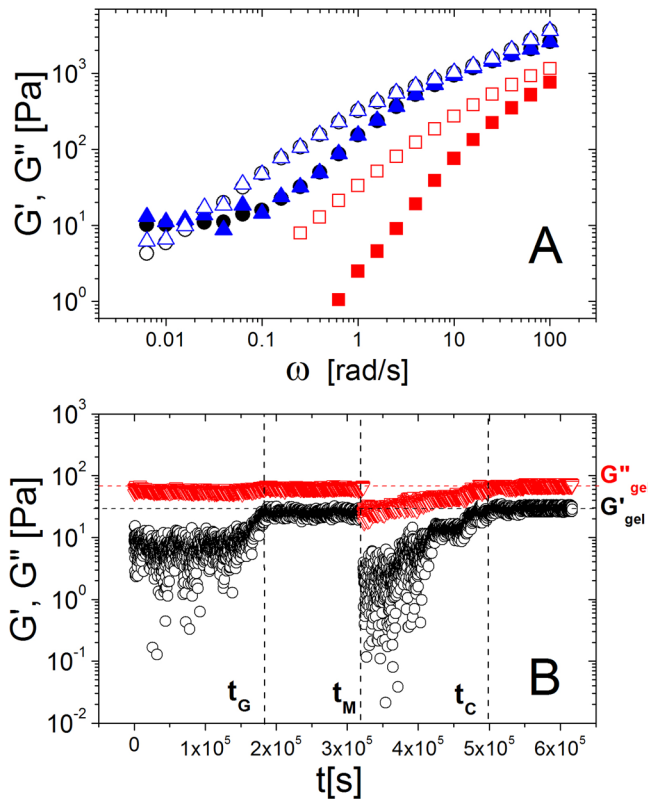 G', G'' [Pa]
10³
10²
10¹
10⁰
A
0.01 0.1 1 10 100
ω [rad/s]
G', G'' [Pa]
10³
10²
10¹
10⁰
10⁻¹
10⁻²
G''ge
G'gel
tG tM tC
B
0 1x10⁵ 2x10⁵ 3x10⁵ 4x10⁵ 5x10⁵ 6x10⁵
t[s]